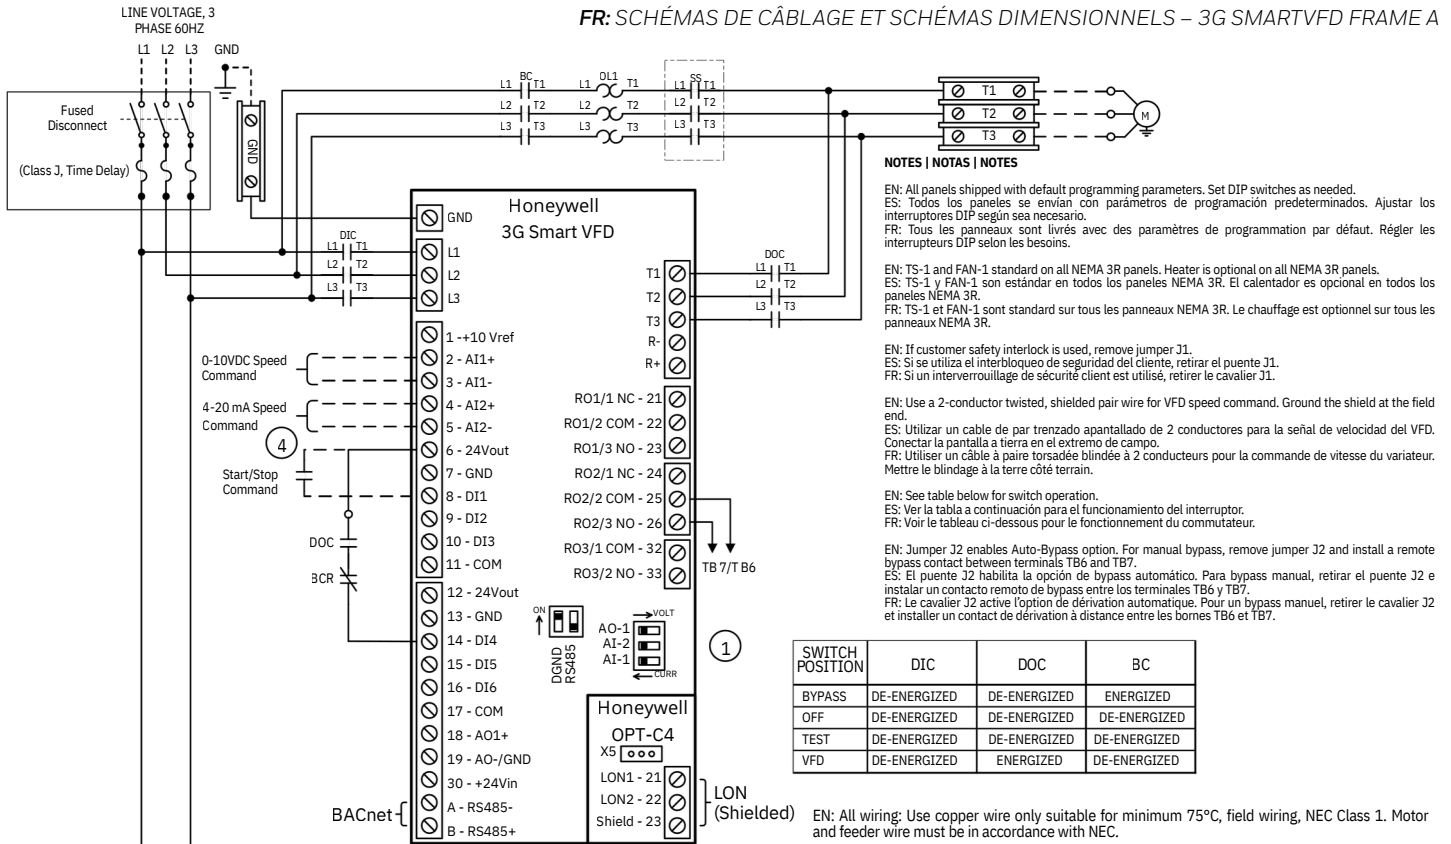 FR: SCHÉMAS DE CÂBLAGE ET SCHÉMAS DIMENSIONNELS – 3G SMARTVFD FRAME A
LINE VOLTAGE, 3
PHASE 60HZ
L1 L2 L3 GND
Fused
Disconnect
(Class J, Time Delay)
GND
BC
L1 T1
L2 T2
L3 T3
OL1
L1 T1
L2 T2
L3 T3
SS
L1 T1
L2 T2
L3 T3
T1
T2
T3
M
DIC
L1 T1
L2 T2
L3 T3
Honeywell
3G Smart VFD
GND
L1
L2
L3
1 -+10 Vref
2 - AI1+
3 - AI1-
4 - AI2+
5 - AI2-
6 - 24Vout
7 - GND
8 - DI1
9 - DI2
10 - DI3
11 - COM
12 - 24Vout
13 - GND
14 - DI4
15 - DI5
16 - DI6
17 - COM
18 - AO1+
19 - AO-/GND
30 - +24Vin
A - RS485-
B - RS485+
0-10VDC Speed
Command
4-20 mA Speed
Command
4
Start/Stop
Command
DOC
BCR
BACnet
T1
T2
T3
R-
R+
RO1/1 NC - 21
RO1/2 COM - 22
RO1/3 NO - 23
RO2/1 NC - 24
RO2/2 COM - 25
RO2/3 NO - 26
RO3/1 COM - 32
RO3/2 NO - 33
DOC
L1 T1
L2 T2
L3 T3
TB 7/T B6
ON
DGND
RS485
VOLT
AO-1
AI-2
AI-1
CURR
1
Honeywell
OPT-C4
X5
LON1 - 21
LON2 - 22
Shield - 23
LON
(Shielded)
NOTES | NOTAS | NOTES
EN: All panels shipped with default programming parameters. Set DIP switches as needed.
ES: Todos los paneles se envían con parámetros de programación predeterminados. Ajustar los
interruptores DIP según sea necesario.
FR: Tous les panneaux sont livrés avec des paramètres de programmation par défaut. Régler les
interrupteurs DIP selon les besoins.
EN: TS-1 and FAN-1 standard on all NEMA 3R panels. Heater is optional on all NEMA 3R panels.
ES: TS-1 y FAN-1 son estándar en todos los paneles NEMA 3R. El calentador es opcional en todos los
paneles NEMA 3R.
FR: TS-1 et FAN-1 sont standard sur tous les panneaux NEMA 3R. Le chauffage est optionnel sur tous les
panneaux NEMA 3R.
EN: If customer safety interlock is used, remove jumper J1.
ES: Si se utiliza el interbloqueo de seguridad del cliente, retirar el puente J1.
FR: Si un interverrouillage de sécurité client est utilisé, retirer le cavalier J1.
EN: Use a 2-conductor twisted, shielded pair wire for VFD speed command. Ground the shield at the field
end.
ES: Utilizar un cable de par trenzado apantallado de 2 conductores para la señal de velocidad del VFD.
Conectar la pantalla a tierra en el extremo de campo.
FR: Utiliser un câble à paire torsadée blindée à 2 conducteurs pour la commande de vitesse du variateur.
Mettre le blindage à la terre côté terrain.
EN: See table below for switch operation.
ES: Ver la tabla a continuación para el funcionamiento del interruptor.
FR: Voir le tableau ci-dessous pour le fonctionnement du commutateur.
EN: Jumper J2 enables Auto-Bypass option. For manual bypass, remove jumper J2 and install a remote
bypass contact between terminals TB6 and TB7.
ES: El puente J2 habilita la opción de bypass automático. Para bypass manual, retirar el puente J2 e
instalar un contacto remoto de bypass entre los terminales TB6 y TB7.
FR: Le cavalier J2 active l'option de dérivation automatique. Pour un bypass manuel, retirer le cavalier J2
et installer un contact de dérivation à distance entre les bornes TB6 et TB7.
SWITCH POSITION DIC DOC BC
BYPASS DE-ENERGIZED DE-ENERGIZED ENERGIZED
OFF DE-ENERGIZED DE-ENERGIZED DE-ENERGIZED
TEST DE-ENERGIZED DE-ENERGIZED DE-ENERGIZED
VFD DE-ENERGIZED ENERGIZED DE-ENERGIZED
EN: All wiring: Use copper wire only suitable for minimum 75°C, field wiring, NEC Class 1. Motor
and feeder wire must be in accordance with NEC.